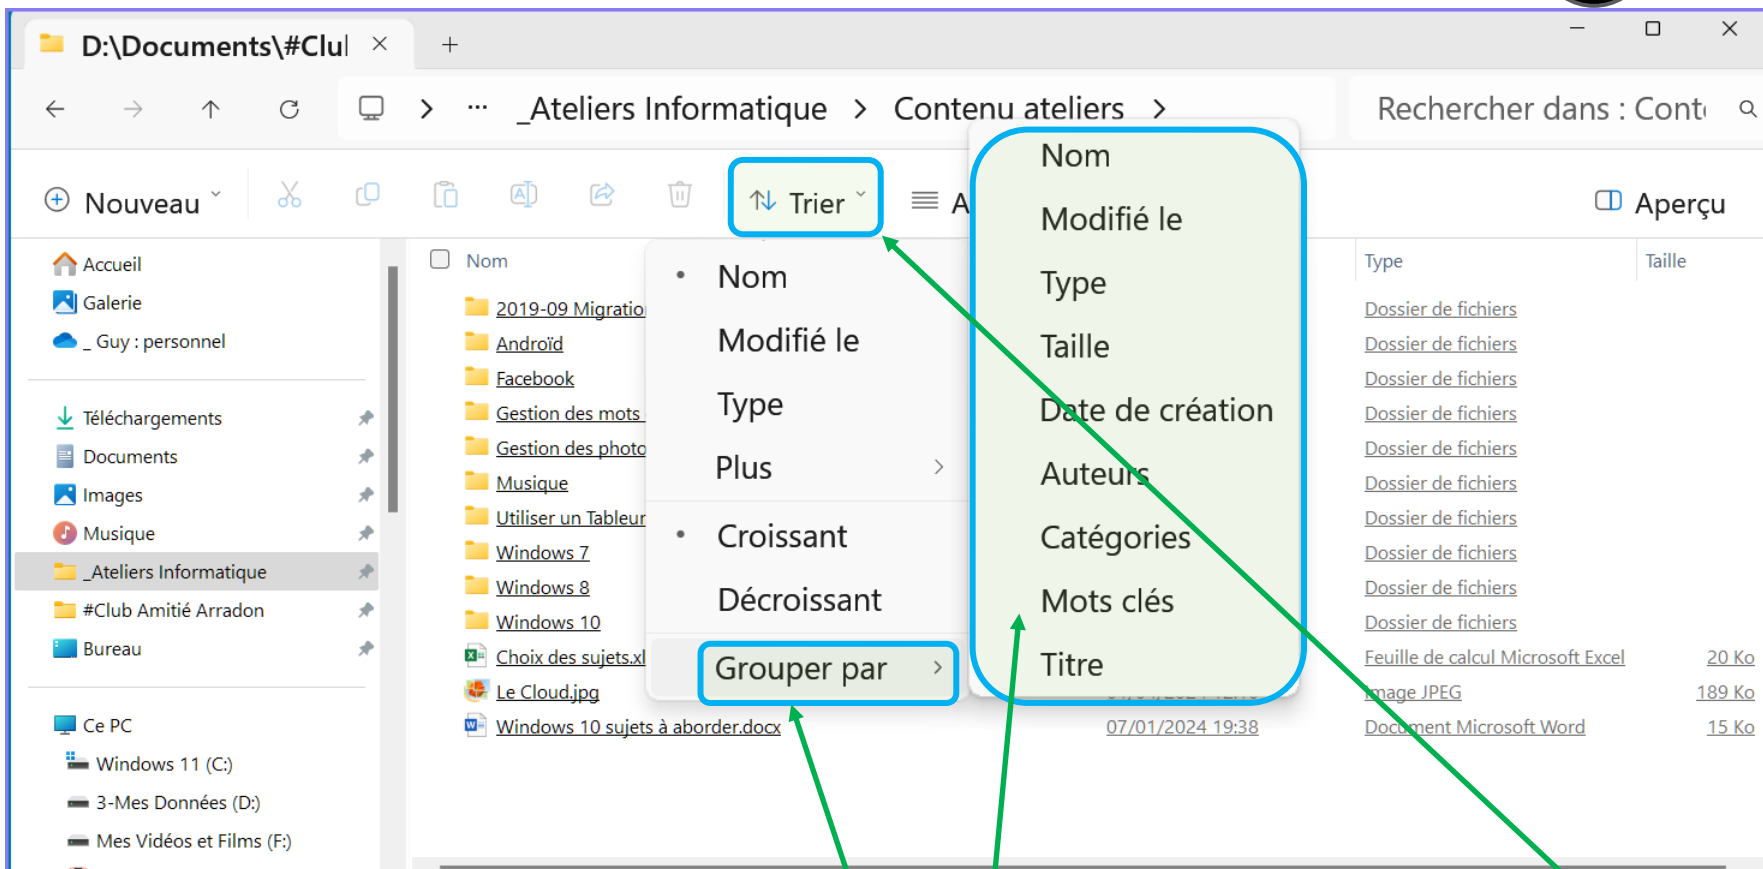 D:\Documents\#Clul
_Ateliers Informatique > Contenu ateliers >
Rechercher dans : Cont
Nouveau
Trier
A
Aperçu
Accueil
Galerie
_ Guy : personnel
Téléchargements
Documents
Images
Musique
_Ateliers Informatique
#Club Amitié Arradon
Bureau
Ce PC
Windows 11 (C:)
3-Mes Données (D:)
Mes Vidéos et Films (F:)
Nom
Type
Taille
2019-09 Migratio
Dossier de fichiers
Androïd
Dossier de fichiers
Facebook
Dossier de fichiers
Gestion des mots
Dossier de fichiers
Gestion des photo
Dossier de fichiers
Musique
Dossier de fichiers
Utiliser un Tableur
Dossier de fichiers
Windows 7
Dossier de fichiers
Windows 8
Dossier de fichiers
Windows 10
Dossier de fichiers
Choix des sujets.xl
Feuille de calcul Microsoft Excel
20 Ko
Le Cloud.jpg
Image JPEG
189 Ko
Windows 10 sujets à aborder.docx
07/01/2024 19:38
Document Microsoft Word
15 Ko
Nom
Modifié le
Type
Plus
Croissant
Décroissant
Grouper par
Nom
Modifié le
Type
Taille
Date de création
Auteurs
Catégories
Mots clés
Titre